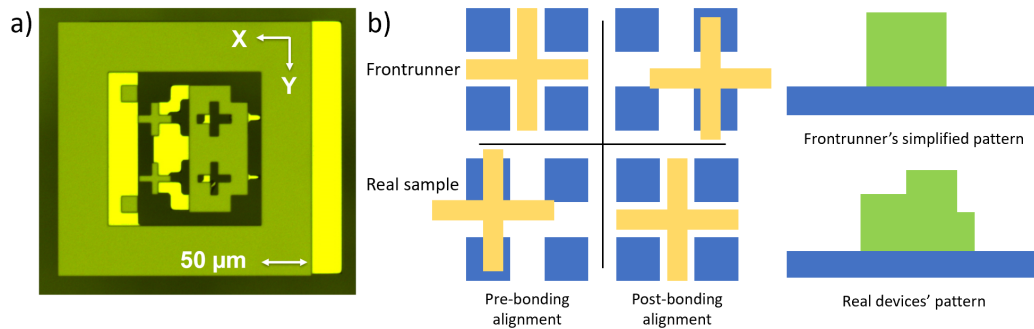 a)
X
Y
50 µm
b)
Frontrunner
Real sample
Pre-bonding
alignment
Post-bonding
alignment
Frontrunner's simplified pattern
Real devices' pattern